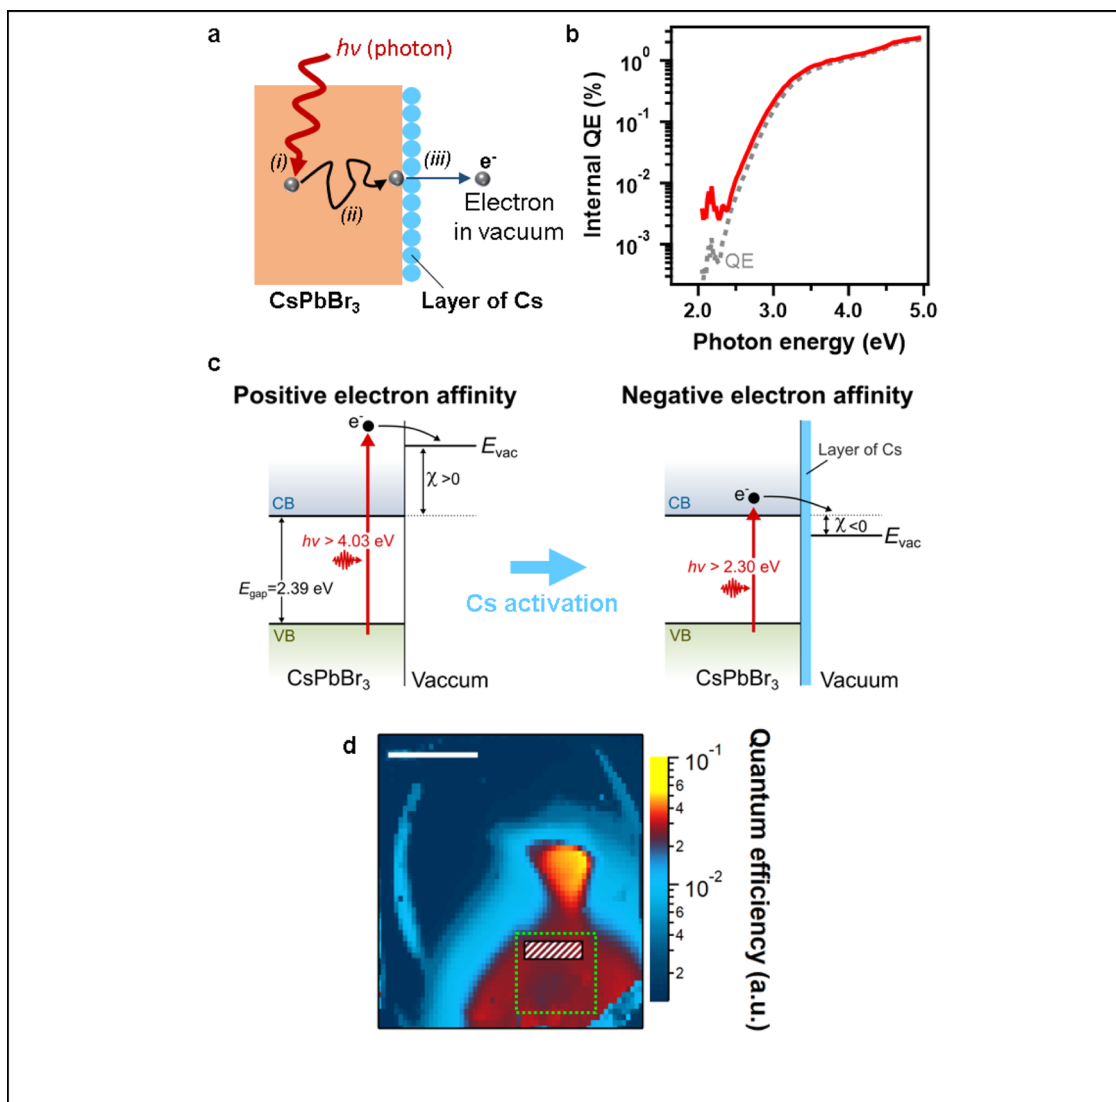 a
hν (photon)
(i)
(ii)
(iii)
e-
Electron
in vacuum
CsPbBr3
Layer of Cs
b
Internal QE (%)
10^0
10^-1
10^-2
10^-3
QE
2.0 3.0 4.0 5.0
Photon energy (eV)
c
Positive electron affinity
e-
Evac
χ >0
CB
hν > 4.03 eV
Egap=2.39 eV
VB
CsPbBr3
Vaccum
Cs activation
Negative electron affinity
Layer of Cs
e-
CB
χ <0
Evac
hν > 2.30 eV
VB
CsPbBr3
Vacuum
d
10^-1
6
4
2
10^-2
6
4
2
Quantum efficiency (a.u.)